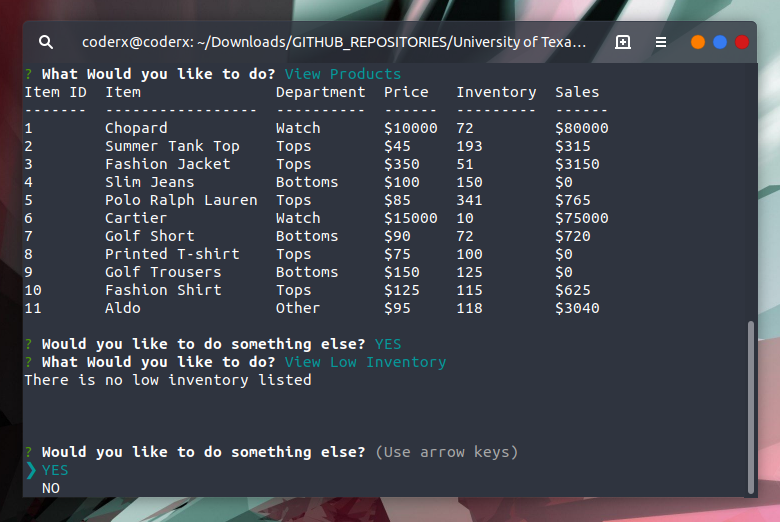 coderx@coderx: ~/Downloads/GITHUB_REPOSITORIES/University of Texa…
? What Would you like to do? View Products
Item ID  Item               Department  Price   Inventory  Sales
-------  -----------------  ----------  ------  ---------  ------
1        Chopard            Watch       $10000  72         $80000
2        Summer Tank Top    Tops        $45     193        $315
3        Fashion Jacket     Tops        $350    51         $3150
4        Slim Jeans         Bottoms     $100    150        $0
5        Polo Ralph Lauren  Tops        $85     341        $765
6        Cartier            Watch       $15000  10         $75000
7        Golf Short         Bottoms     $90     72         $720
8        Printed T-shirt    Tops        $75     100        $0
9        Golf Trousers      Bottoms     $150    125        $0
10       Fashion Shirt      Tops        $125    115        $625
11       Aldo               Other       $95     118        $3040
? Would you like to do something else? YES
? What Would you like to do? View Low Inventory
There is no low inventory listed
? Would you like to do something else? (Use arrow keys)
❯ YES
NO